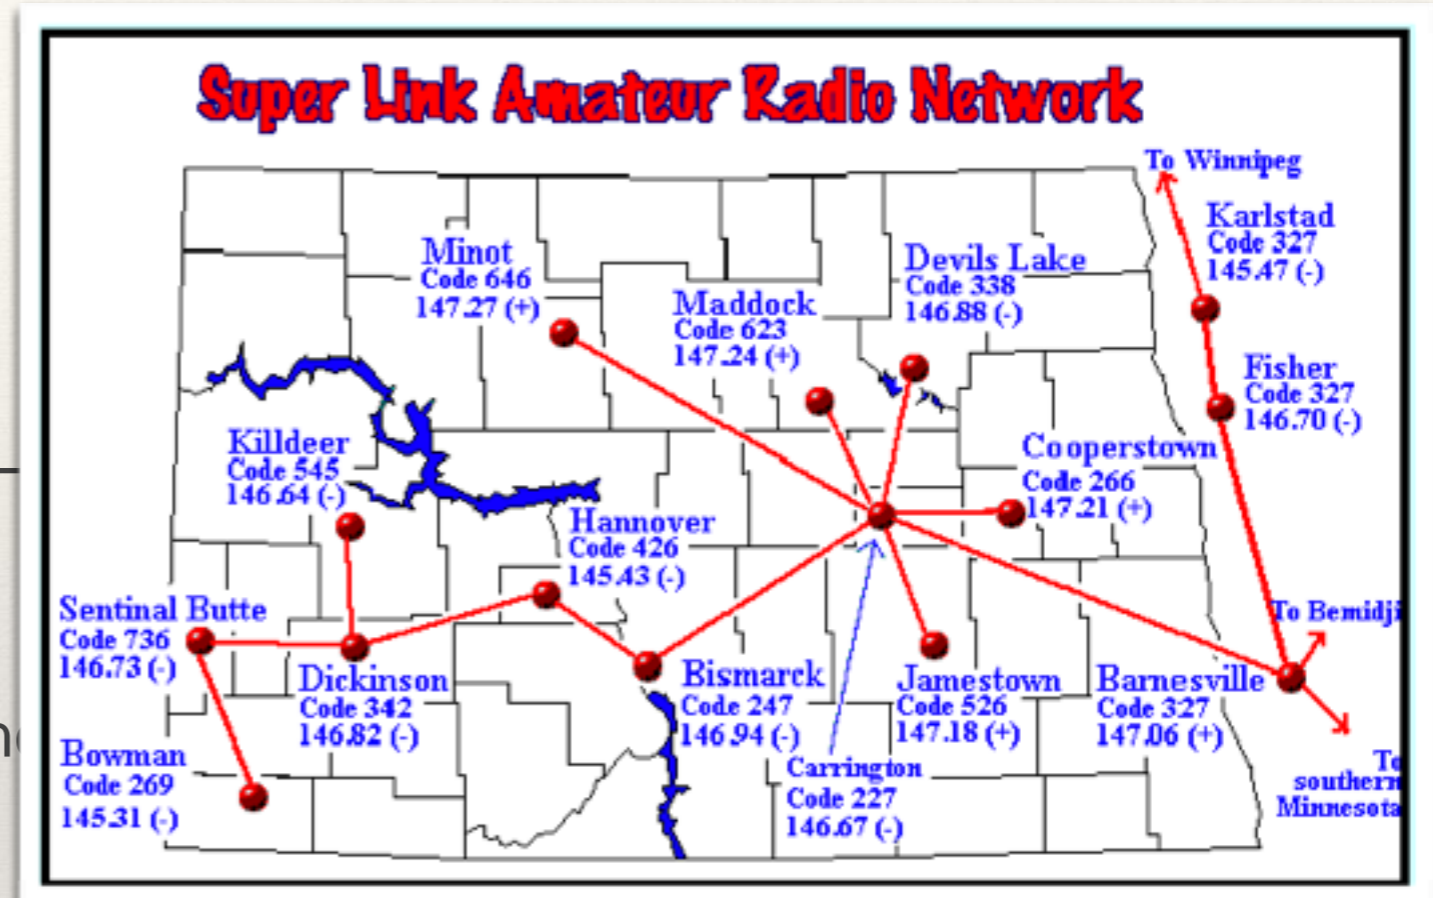 Super Link Amateur Radio Network
To Winnipeg
Karlstad
Code 327
145.47 (-)
Minot
Code 646
147.27 (+)
Devils Lake
Code 338
146.88 (-)
Maddock
Code 623
147.24 (+)
Fisher
Code 327
146.70 (-)
Killdeer
Code 545
146.64 (-)
Cooperstown
Code 266
147.21 (+)
Hannover
Code 426
145.43 (-)
Sentinal Butte
Code 736
146.73 (-)
To Bemidji
Dickinson
Code 342
146.82 (-)
Bismarck
Code 247
146.94 (-)
Jamestown
Code 526
147.18 (+)
Barnesville
Code 327
147.06 (+)
Bowman
Code 269
145.31 (-)
Carrington
Code 227
146.67 (-)
To
southern
Minnesota